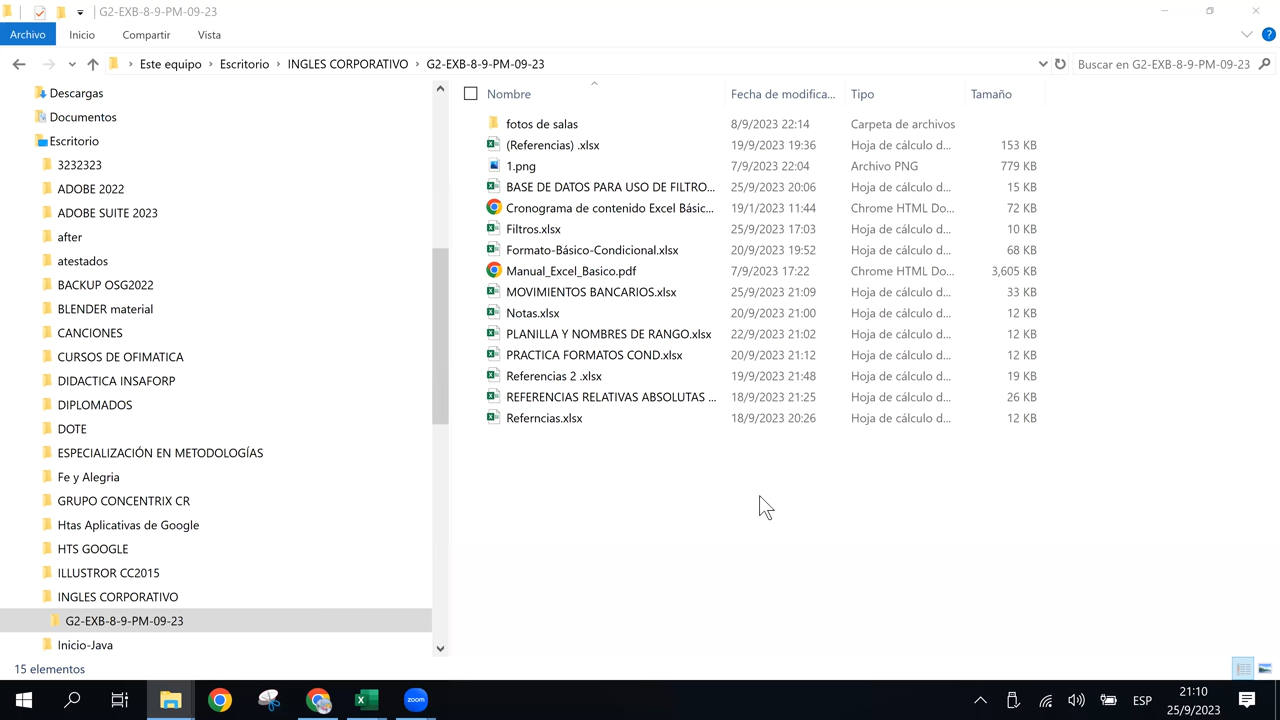 G2-EXB-8-9-PM-09-23
Archivo Inicio Compartir Vista
Este equipo Escritorio INGLES CORPORATIVO G2-EXB-8-9-PM-09-23 Buscar en G2-EXB-8-9-PM-09-23
Descargas
Documentos
Escritorio
3232323
ADOBE 2022
ADOBE SUITE 2023
after
atestados
BACKUP OSG2022
BLENDER material
CANCIONES
CURSOS DE OFIMATICA
DIDACTICA INSAFORP
DIPLOMADOS
DOTE
ESPECIALIZACIÓN EN METODOLOGÍAS
Fe y Alegria
GRUPO CONCENTRIX CR
Htas Aplicativas de Google
HTS GOOGLE
ILLUSTROR CC2015
INGLES CORPORATIVO
G2-EXB-8-9-PM-09-23
Inicio-Java
Nombre Fecha de modifica... Tipo Tamaño
fotos de salas 8/9/2023 22:14 Carpeta de archivos
(Referencias) .xlsx 19/9/2023 19:36 Hoja de cálculo d... 153 KB
1.png 7/9/2023 22:04 Archivo PNG 779 KB
BASE DE DATOS PARA USO DE FILTRO... 25/9/2023 20:06 Hoja de cálculo d... 15 KB
Cronograma de contenido Excel Básic... 19/1/2023 11:44 Chrome HTML Do... 72 KB
Filtros.xlsx 25/9/2023 17:03 Hoja de cálculo d... 10 KB
Formato-Básico-Condicional.xlsx 20/9/2023 19:52 Hoja de cálculo d... 68 KB
Manual_Excel_Basico.pdf 7/9/2023 17:22 Chrome HTML Do... 3,605 KB
MOVIMIENTOS BANCARIOS.xlsx 25/9/2023 21:09 Hoja de cálculo d... 33 KB
Notas.xlsx 20/9/2023 21:00 Hoja de cálculo d... 12 KB
PLANILLA Y NOMBRES DE RANGO.xlsx 22/9/2023 21:02 Hoja de cálculo d... 12 KB
PRACTICA FORMATOS COND.xlsx 20/9/2023 21:12 Hoja de cálculo d... 12 KB
Referencias 2 .xlsx 19/9/2023 21:48 Hoja de cálculo d... 19 KB
REFERENCIAS RELATIVAS ABSOLUTAS ... 18/9/2023 21:25 Hoja de cálculo d... 26 KB
Referncias.xlsx 18/9/2023 20:26 Hoja de cálculo d... 12 KB
15 elementos
zoom
ESP
21:10
25/9/2023